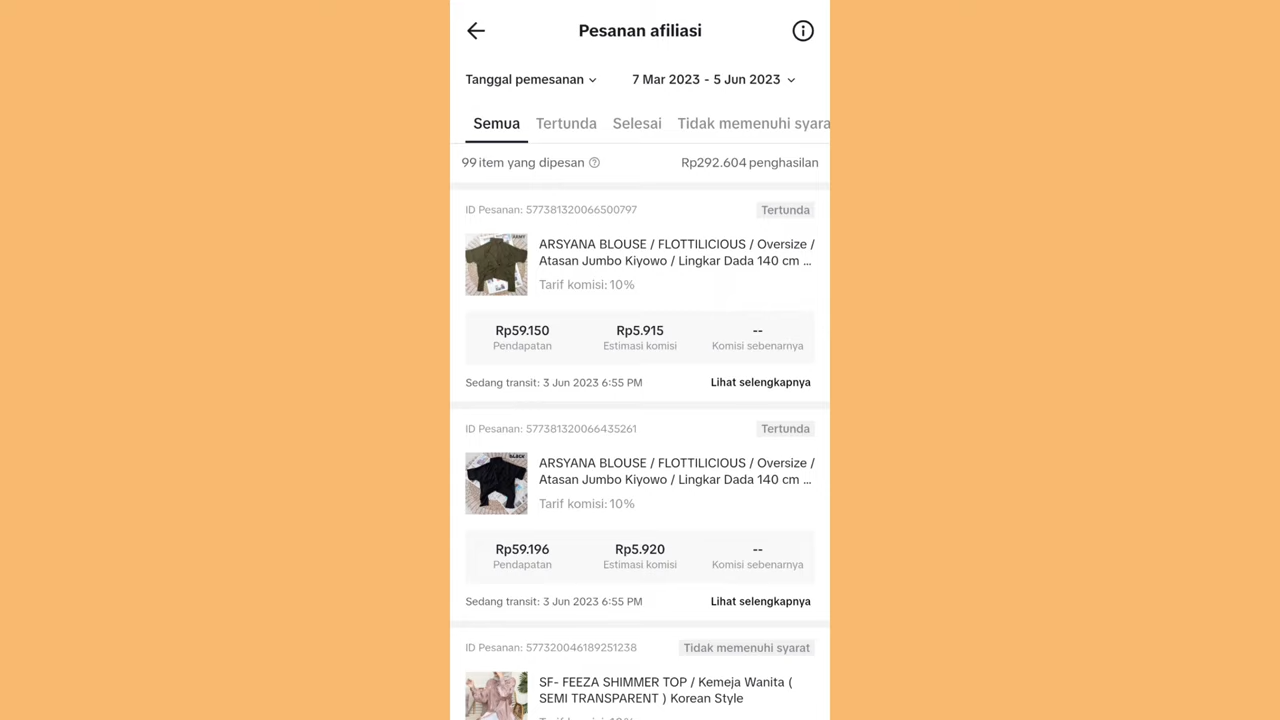 Pesanan afiliasi
Tanggal pemesanan
7 Mar 2023 - 5 Jun 2023
Semua Tertunda Selesai Tidak memenuhi syara
99 item yang dipesan
Rp292.604 penghasilan
ID Pesanan: 577381320066500797
Tertunda
ARSYANA BLOUSE / FLOTTILICIOUS / Oversize /
Atasan Jumbo Kiyowo / Lingkar Dada 140 cm ...
Tarif komisi: 10%
Rp59.150 Rp5.915 --
Pendapatan Estimasi komisi Komisi sebenarnya
Sedang transit: 3 Jun 2023 6:55 PM
Lihat selengkapnya
ID Pesanan: 577381320066435261
Tertunda
BLACK
ARSYANA BLOUSE / FLOTTILICIOUS / Oversize /
Atasan Jumbo Kiyowo / Lingkar Dada 140 cm ...
Tarif komisi: 10%
Rp59.196 Rp5.920 --
Pendapatan Estimasi komisi Komisi sebenarnya
Sedang transit: 3 Jun 2023 6:55 PM
Lihat selengkapnya
ID Pesanan: 577320046189251238
Tidak memenuhi syarat
SF- FEEZA SHIMMER TOP / Kemeja Wanita (
SEMI TRANSPARENT ) Korean Style